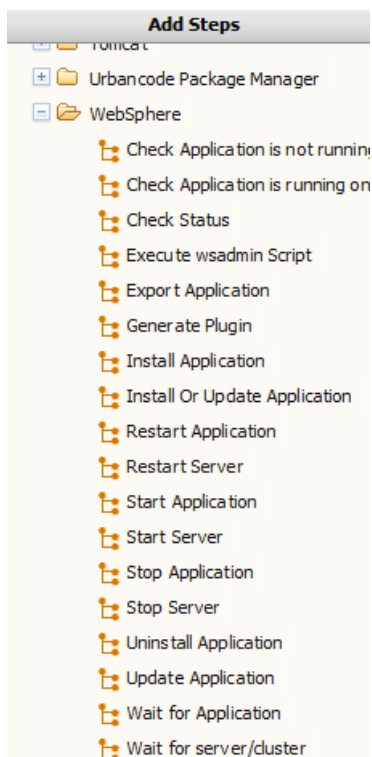 Add Steps
Tomcat
Urbancode Package Manager
WebSphere
Check Application is not running
Check Application is running on
Check Status
Execute wsadmin Script
Export Application
Generate Plugin
Install Application
Install Or Update Application
Restart Application
Restart Server
Start Application
Start Server
Stop Application
Stop Server
Uninstall Application
Update Application
Wait for Application
Wait for server/cluster